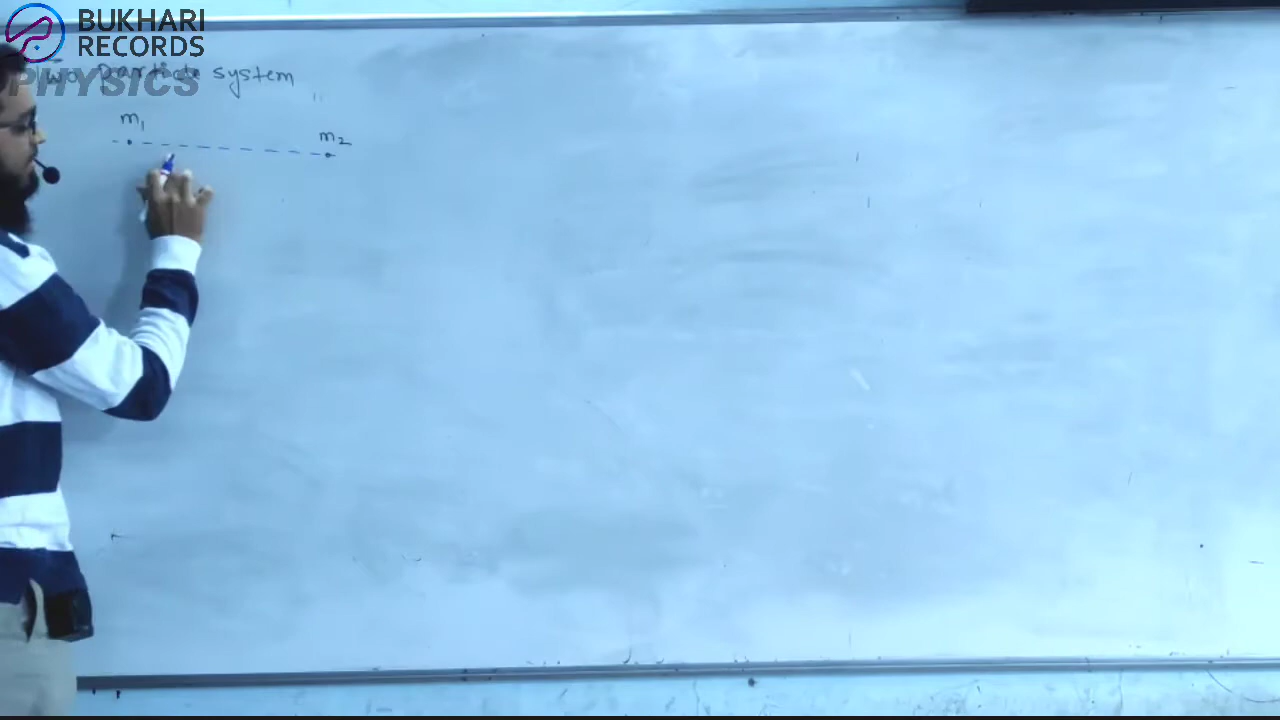 BUKHARI
RECORDS
PHYSICS
Two particle system
m1
m2